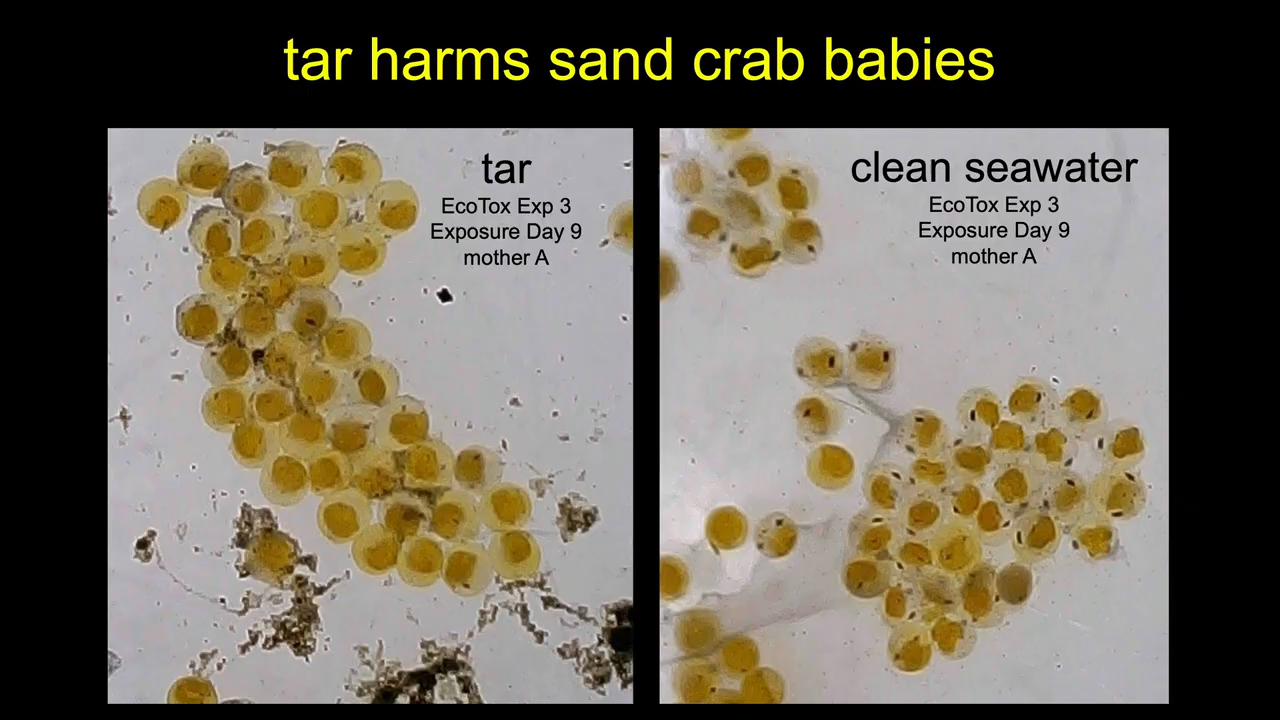 tar harms sand crab babies
tar
EcoTox Exp 3
Exposure Day 9
mother A
clean seawater
EcoTox Exp 3
Exposure Day 9
mother A